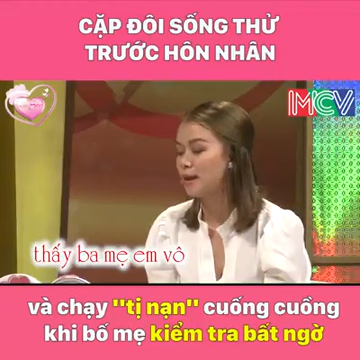 CẶP ĐÔI SỐNG THỬ
TRƯỚC HÔN NHÂN
MCV
thấy ba mẹ em vô
và chạy "tị nạn" cuống cuồng
khi bố mẹ kiểm tra bất ngờ